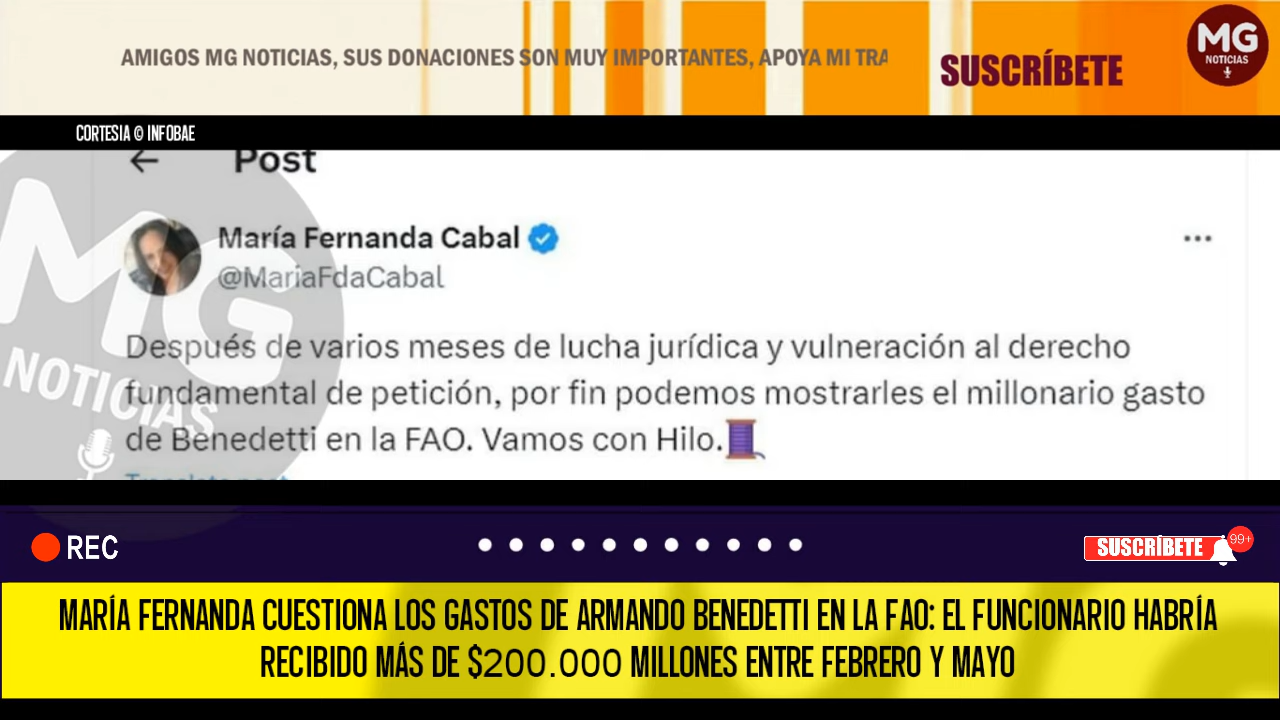 AMIGOS MG NOTICIAS, SUS DONACIONES SON MUY IMPORTANTES, APOYA MI TRA
SUSCRÍBETE
MG
NOTICIAS
CORTESIA © INFOBAE
Post
María Fernanda Cabal
@MariaFdaCabal
Después de varios meses de lucha jurídica y vulneración al derecho
fundamental de petición, por fin podemos mostrarles el millonario gasto
de Benedetti en la FAO. Vamos con Hilo.
Translate post
MG
NOTICIAS
REC
SUSCRÍBETE
99+
MARÍA FERNANDA CUESTIONA LOS GASTOS DE ARMANDO BENEDETTI EN LA FAO: EL FUNCIONARIO HABRÍA
RECIBIDO MÁS DE $200.000 MILLONES ENTRE FEBRERO Y MAYO